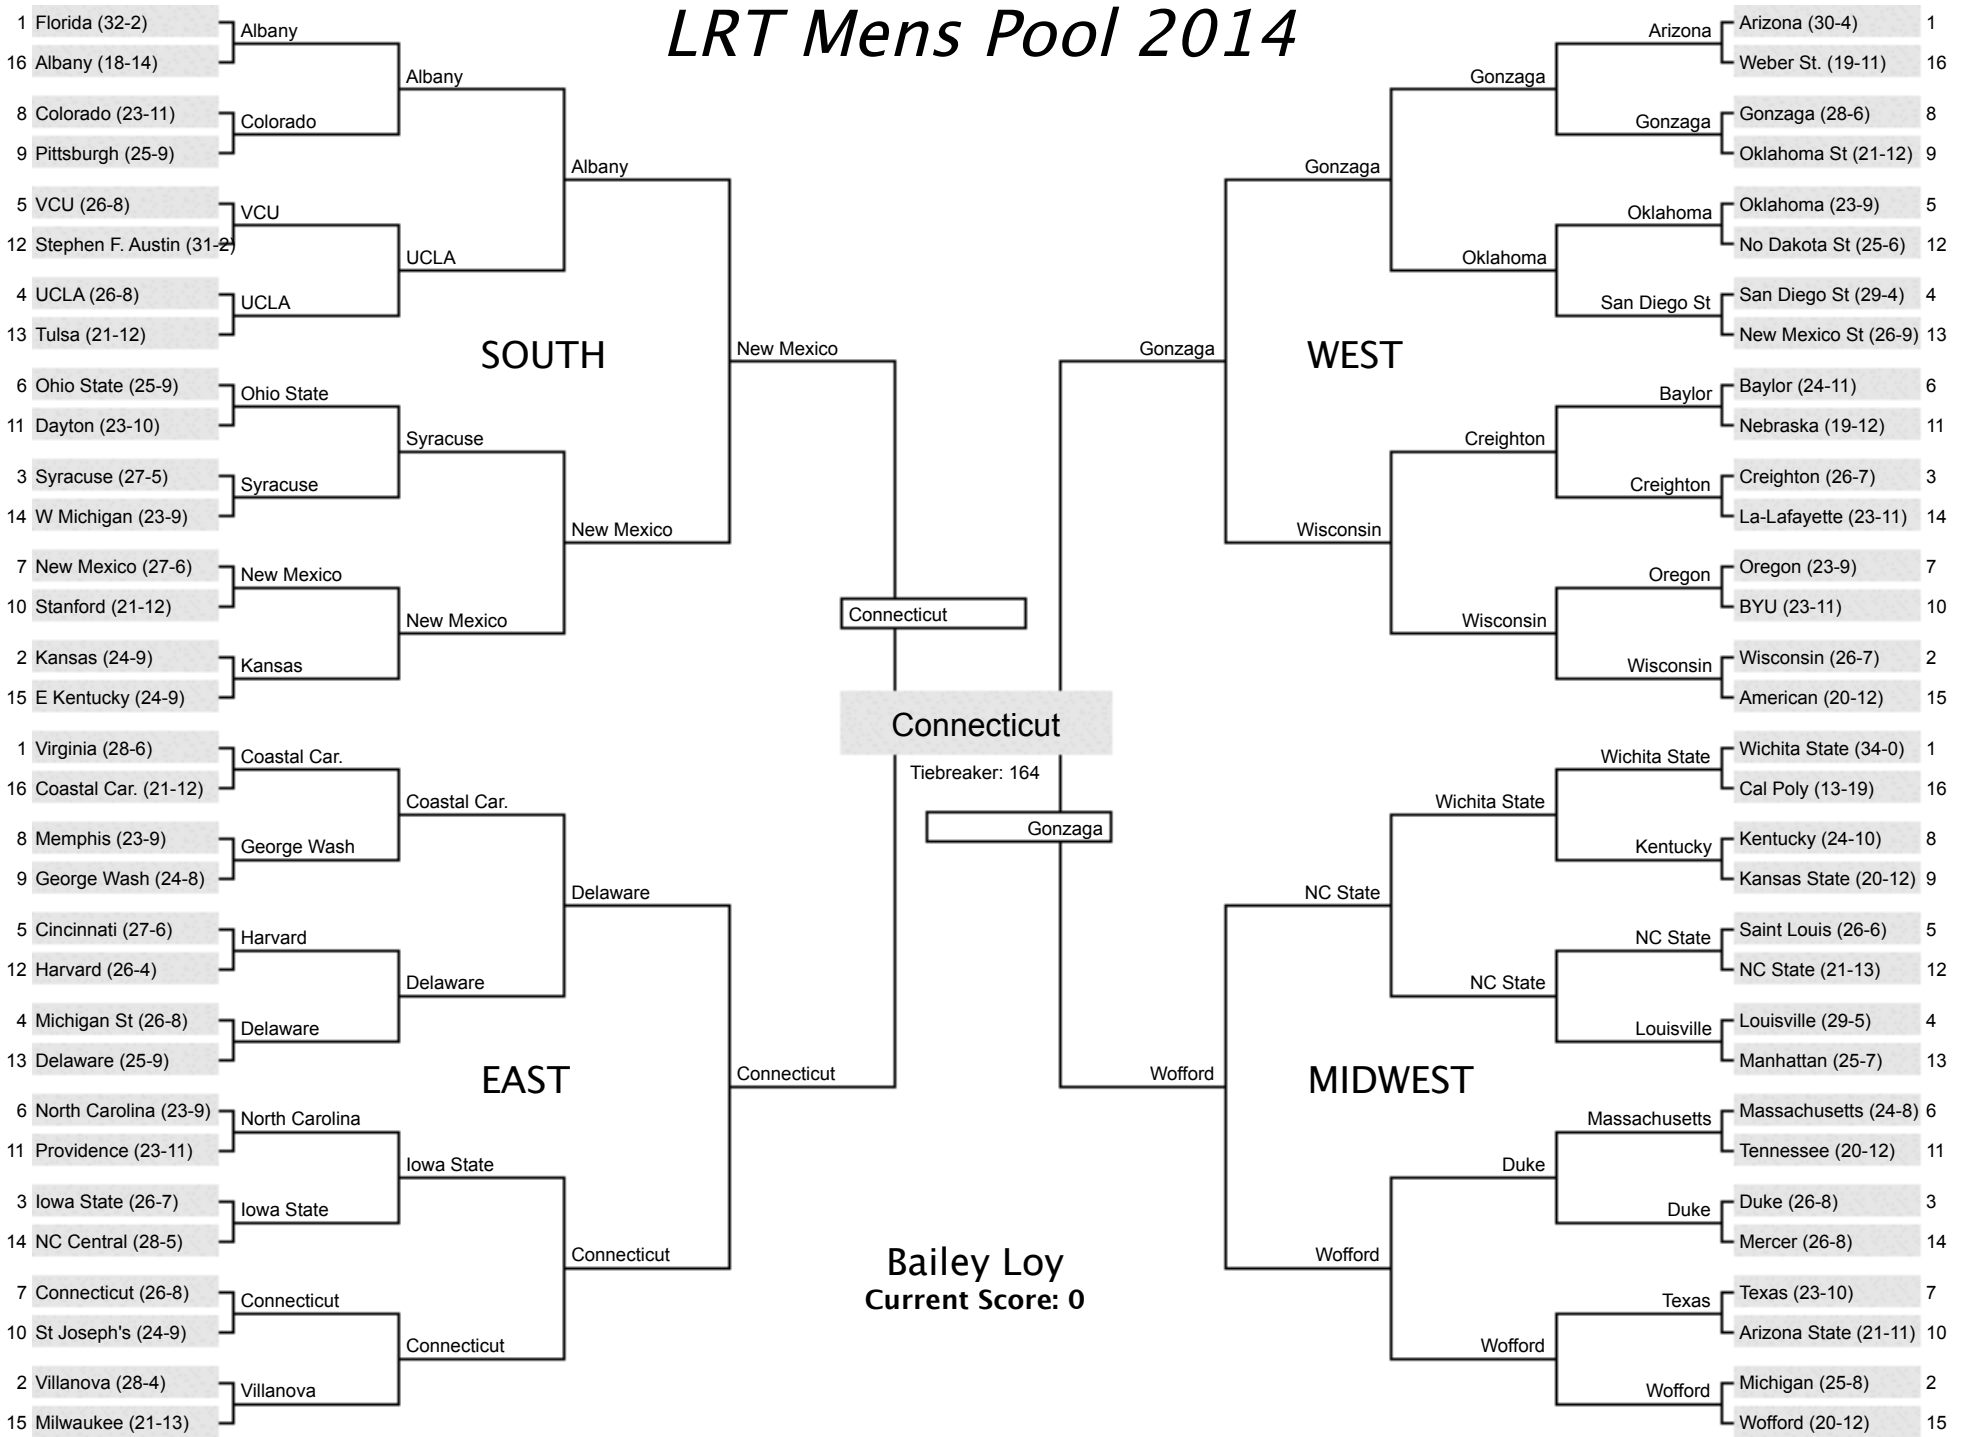 LRT Mens Pool 2014
1 Florida (32-2)
16 Albany (18-14)
8 Colorado (23-11)
9 Pittsburgh (25-9)
5 VCU (26-8)
12 Stephen F. Austin (31-2)
4 UCLA (26-8)
13 Tulsa (21-12)
6 Ohio State (25-9)
11 Dayton (23-10)
3 Syracuse (27-5)
14 W Michigan (23-9)
7 New Mexico (27-6)
10 Stanford (21-12)
2 Kansas (24-9)
15 E Kentucky (24-9)
Albany
Colorado
VCU
UCLA
Ohio State
Syracuse
New Mexico
Kansas
Albany
UCLA
Syracuse
New Mexico
Albany
New Mexico
SOUTH
New Mexico
1 Virginia (28-6)
16 Coastal Car. (21-12)
8 Memphis (23-9)
9 George Wash (24-8)
5 Cincinnati (27-6)
12 Harvard (26-4)
4 Michigan St (26-8)
13 Delaware (25-9)
6 North Carolina (23-9)
11 Providence (23-11)
3 Iowa State (26-7)
14 NC Central (28-5)
7 Connecticut (26-8)
10 St Joseph's (24-9)
2 Villanova (28-4)
15 Milwaukee (21-13)
Coastal Car.
George Wash
Harvard
Delaware
North Carolina
Iowa State
Connecticut
Villanova
Coastal Car.
Delaware
Iowa State
Connecticut
Delaware
Connecticut
EAST
Connecticut
Connecticut
Connecticut
Tiebreaker: 164
Gonzaga
Bailey Loy
Current Score: 0
Arizona (30-4) 1
Weber St. (19-11) 16
Gonzaga (28-6) 8
Oklahoma St (21-12) 9
Oklahoma (23-9) 5
No Dakota St (25-6) 12
San Diego St (29-4) 4
New Mexico St (26-9) 13
Baylor (24-11) 6
Nebraska (19-12) 11
Creighton (26-7) 3
La-Lafayette (23-11) 14
Oregon (23-9) 7
BYU (23-11) 10
Wisconsin (26-7) 2
American (20-12) 15
Arizona
Gonzaga
Oklahoma
San Diego St
Baylor
Creighton
Oregon
Wisconsin
Gonzaga
Oklahoma
Creighton
Wisconsin
Gonzaga
Wisconsin
WEST
Gonzaga
Wichita State (34-0) 1
Cal Poly (13-19) 16
Kentucky (24-10) 8
Kansas State (20-12) 9
Saint Louis (26-6) 5
NC State (21-13) 12
Louisville (29-5) 4
Manhattan (25-7) 13
Massachusetts (24-8) 6
Tennessee (20-12) 11
Duke (26-8) 3
Mercer (26-8) 14
Texas (23-10) 7
Arizona State (21-11) 10
Michigan (25-8) 2
Wofford (20-12) 15
Wichita State
Kentucky
NC State
Louisville
Massachusetts
Duke
Texas
Wofford
Wichita State
NC State
Duke
Wofford
NC State
Wofford
MIDWEST
Wofford